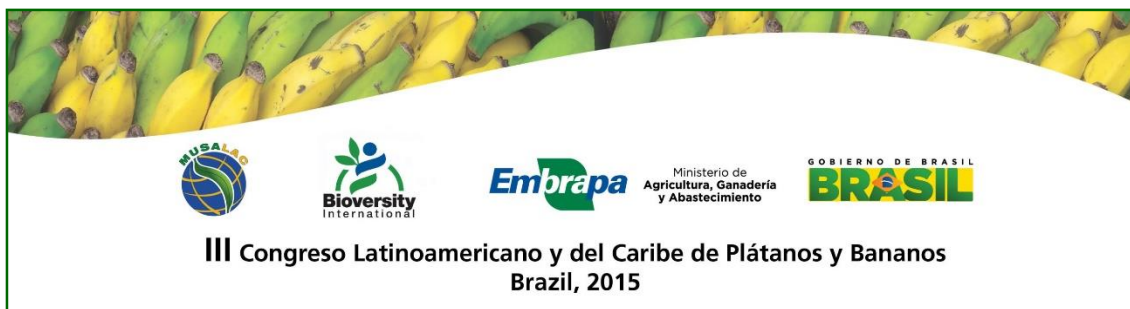 MUSALAC
Bioversity
International
Embrapa
Ministerio de
Agricultura, Ganadería
y Abastecimiento
GOBIERNO DE BRASIL
BRASIL
III Congreso Latinoamericano y del Caribe de Plátanos y Bananos
Brazil, 2015